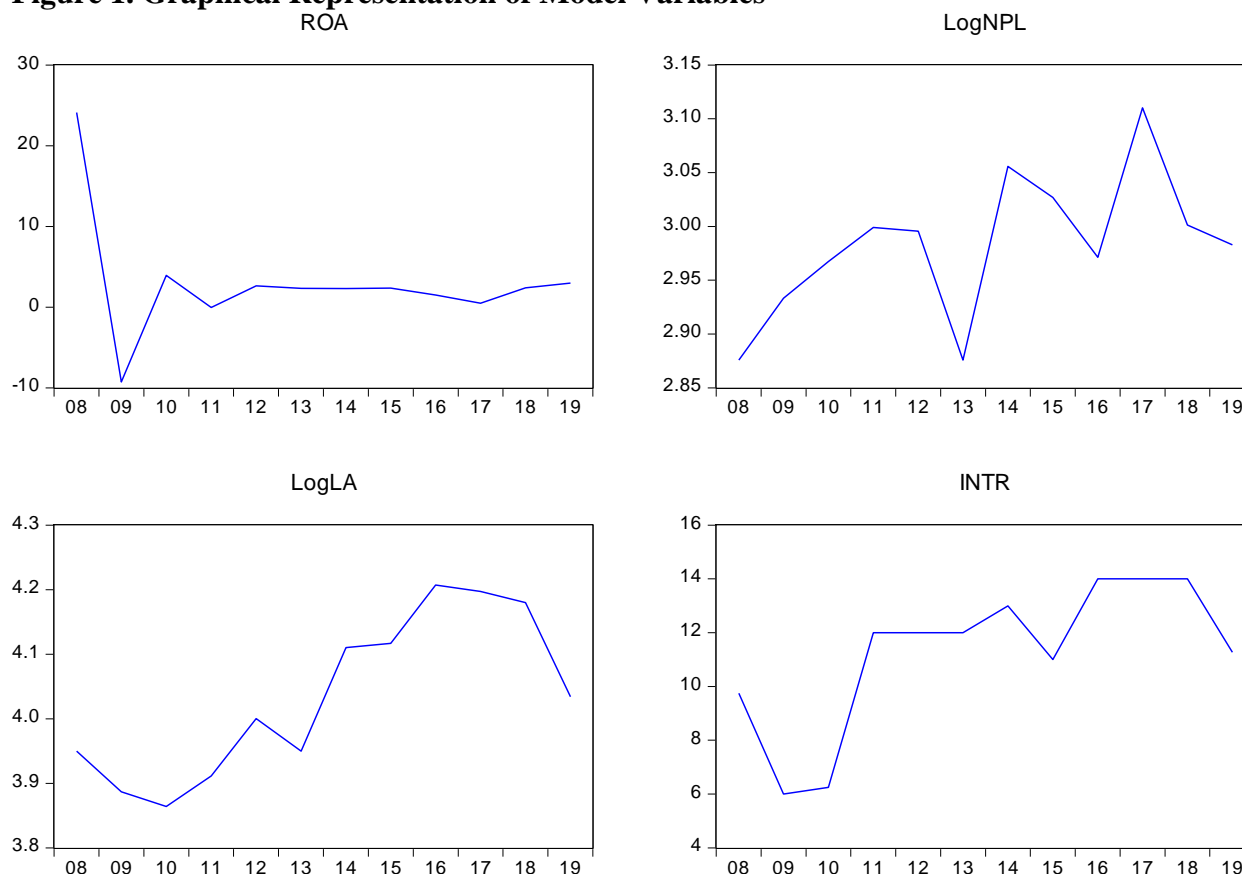 Figure 1. Graphical Representation of Model Variables
ROA
30
20
10
0
-10
08 09 10 11 12 13 14 15 16 17 18 19
LogNPL
3.15
3.10
3.05
3.00
2.95
2.90
2.85
08 09 10 11 12 13 14 15 16 17 18 19
LogLA
4.3
4.2
4.1
4.0
3.9
3.8
08 09 10 11 12 13 14 15 16 17 18 19
INTR
16
14
12
10
8
6
4
08 09 10 11 12 13 14 15 16 17 18 19